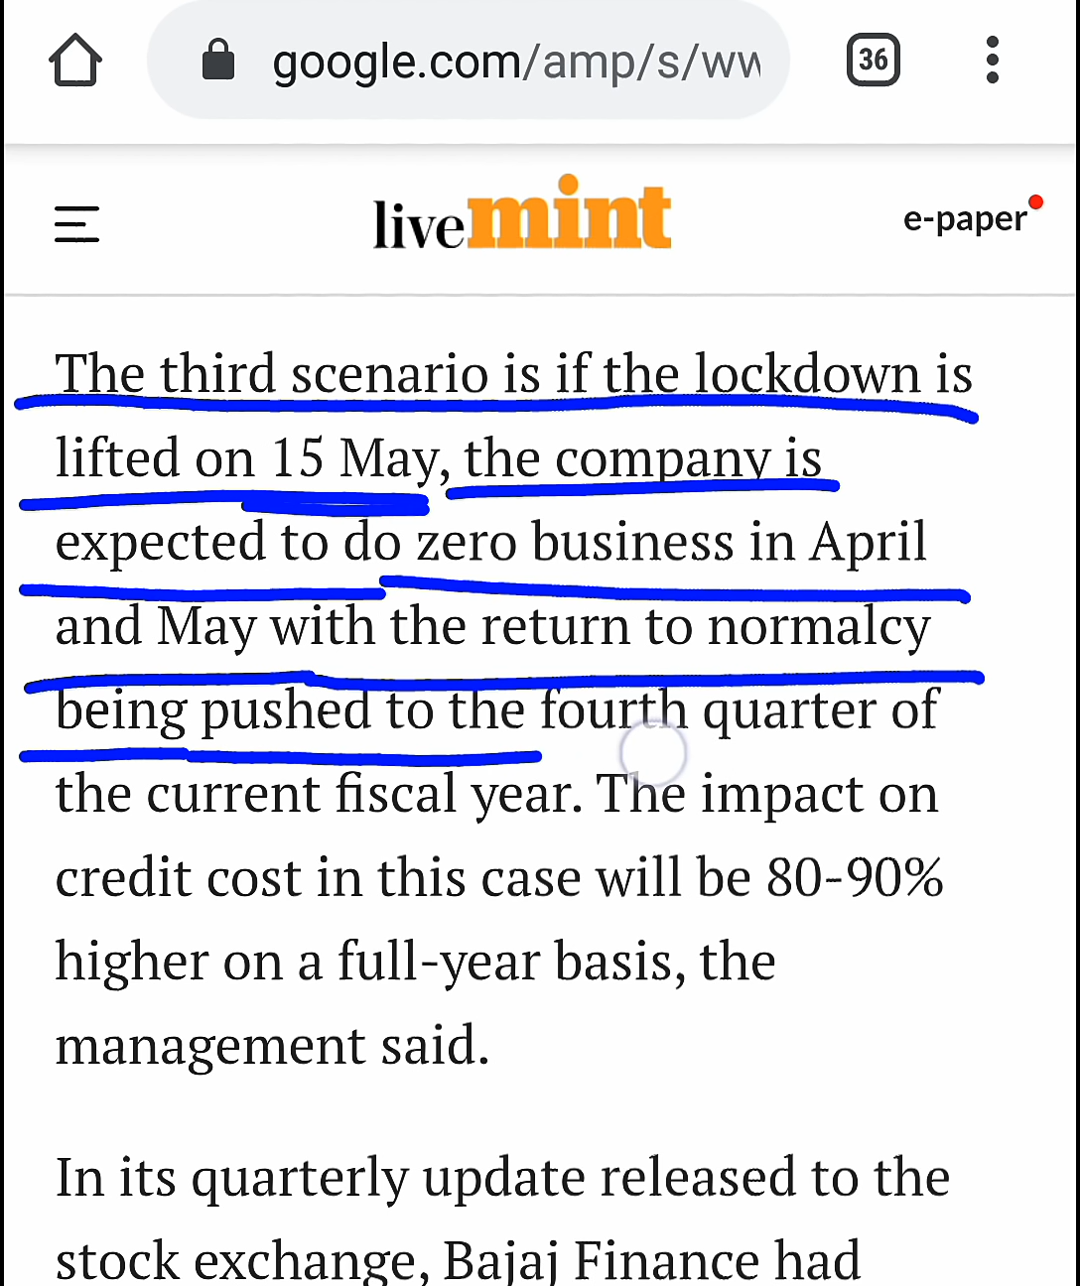 google.com/amp/s/ww
36
livemint
e-paper
The third scenario is if the lockdown is
lifted on 15 May, the company is
expected to do zero business in April
and May with the return to normalcy
being pushed to the fourth quarter of
the current fiscal year. The impact on
credit cost in this case will be 80-90%
higher on a full-year basis, the
management said.
In its quarterly update released to the
stock exchange, Bajaj Finance had